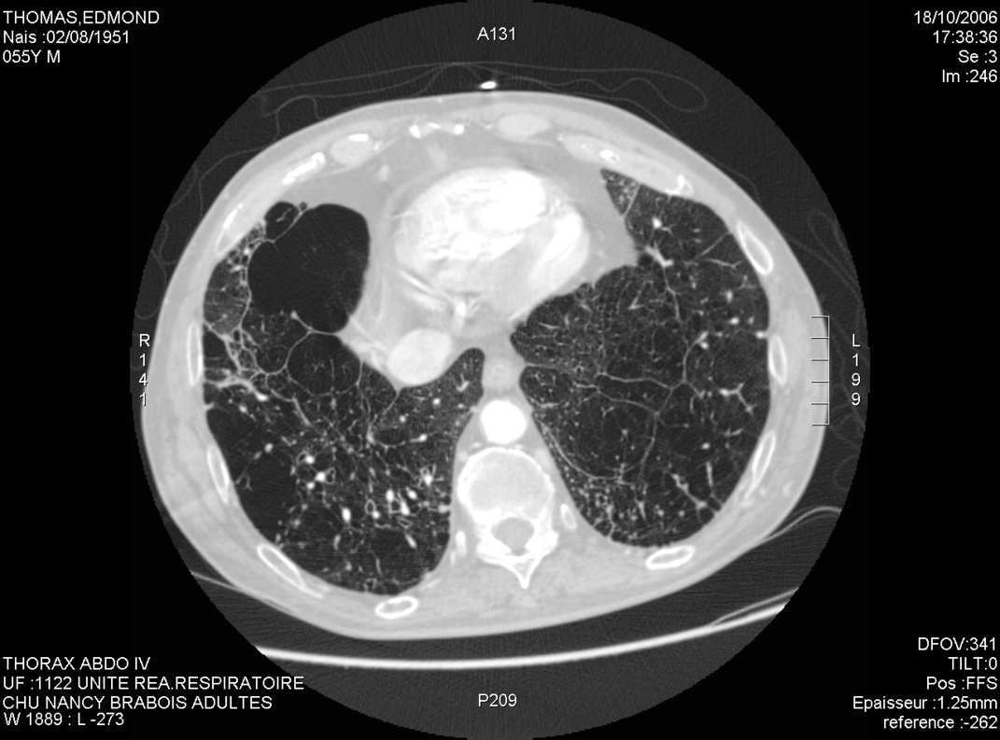 THOMAS,EDMOND
Nais :02/08/1951
055Y M
A131
18/10/2006
17:38:36
Se :3
Im :246
R
1
4
1
L
1
9
9
THORAX ABDO IV
UF :1122 UNITE REA.RESPIRATOIRE
CHU NANCY BRABOIS ADULTES
W 1889 : L -273
P209
DFOV:341
TILT:0
Pos :FFS
Epaisseur :1.25mm
reference :-262